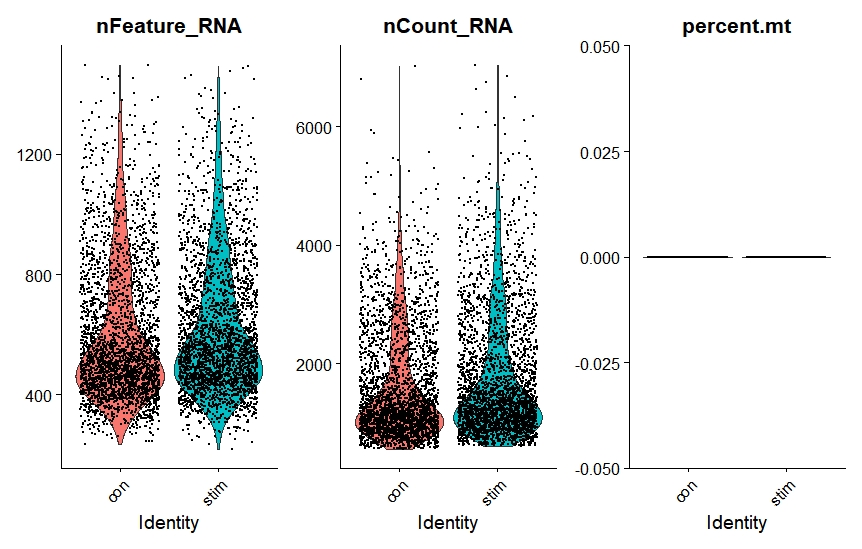 nFeature_RNA
1200
800
400
con
stim
Identity
nCount_RNA
6000
4000
2000
con
stim
Identity
percent.mt
0.050
0.025
0.000
-0.025
-0.050
con
stim
Identity